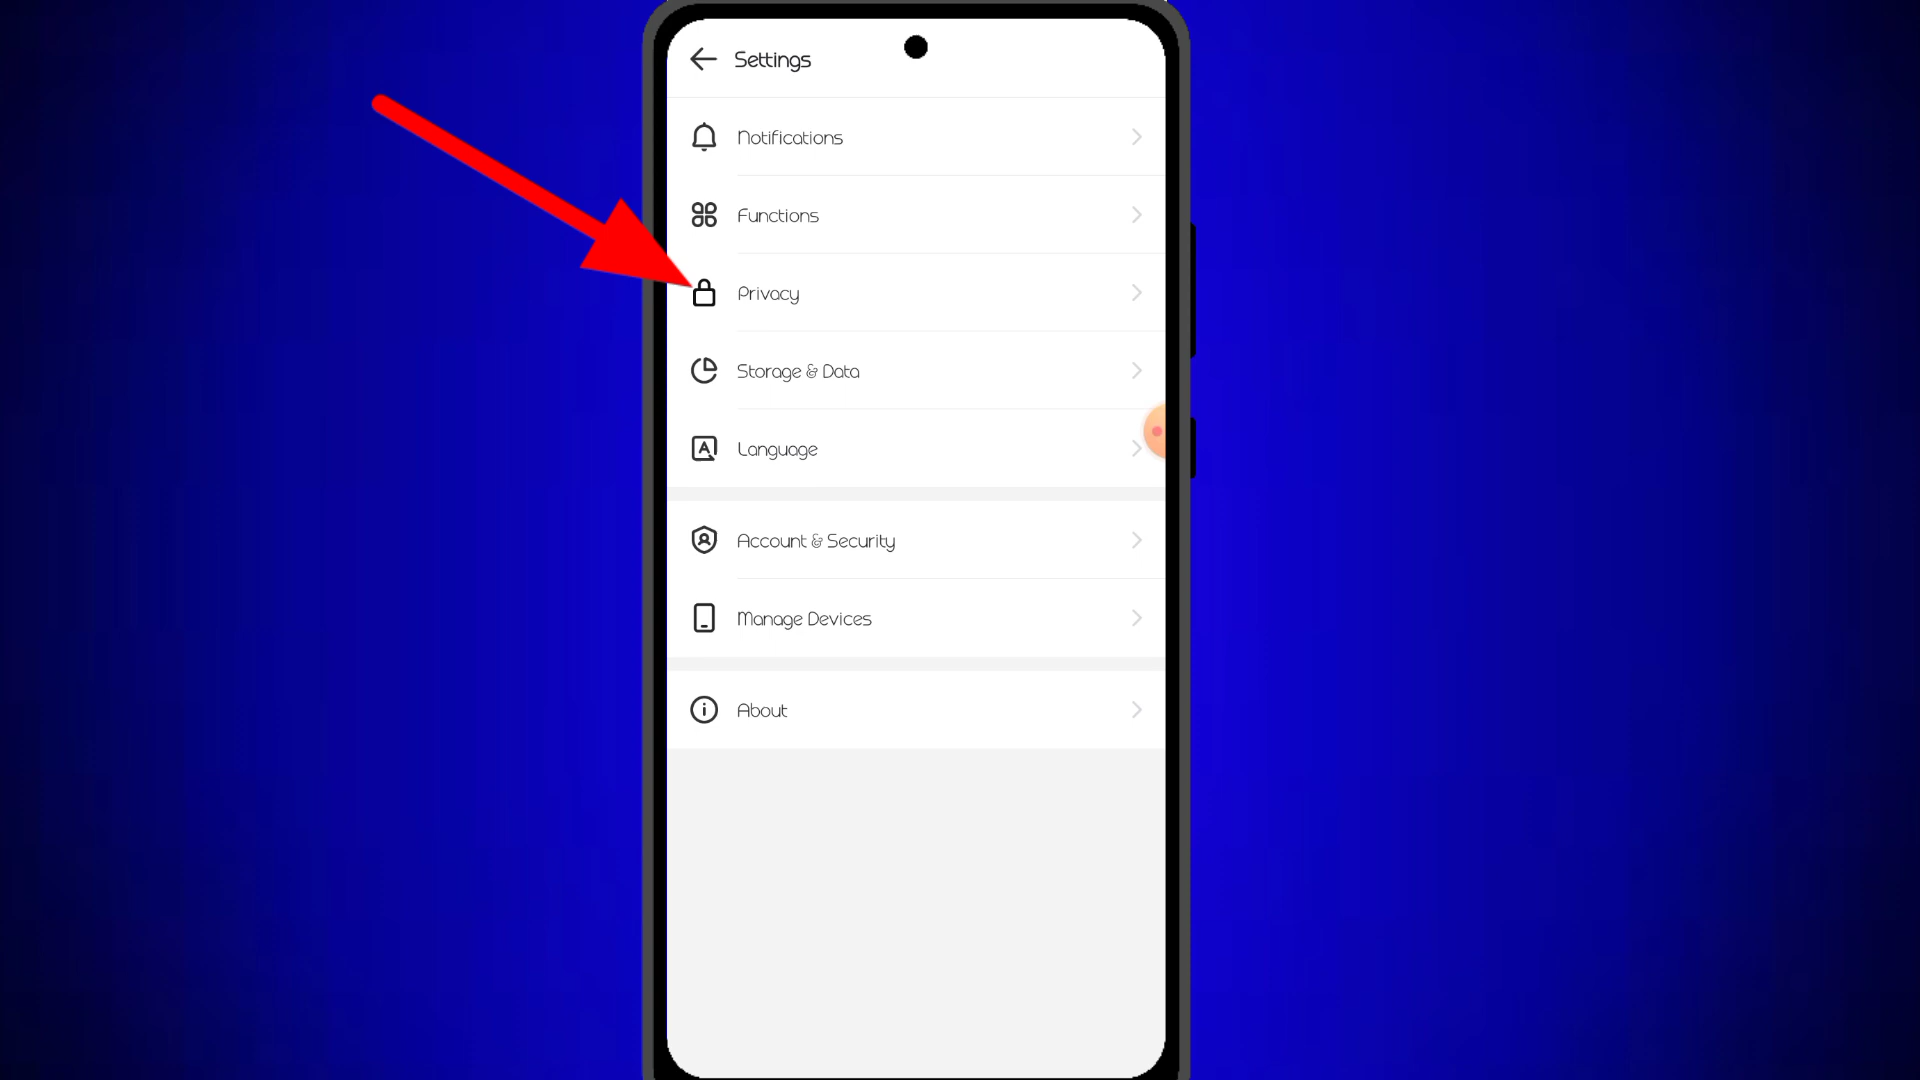 Settings
Notifications
Functions
Privacy
Storage & Data
Language
Account & Security
Manage Devices
About